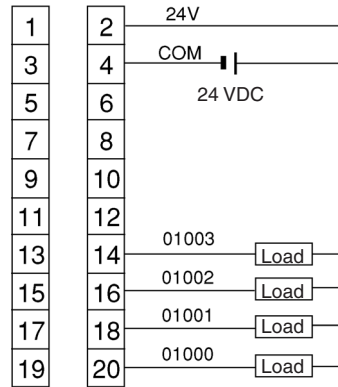 1 2 24V
3 4 COM
24 VDC
5 6
7 8
9 10
11 12
13 14 01003 Load
15 16 01002 Load
17 18 01001 Load
19 20 01000 Load